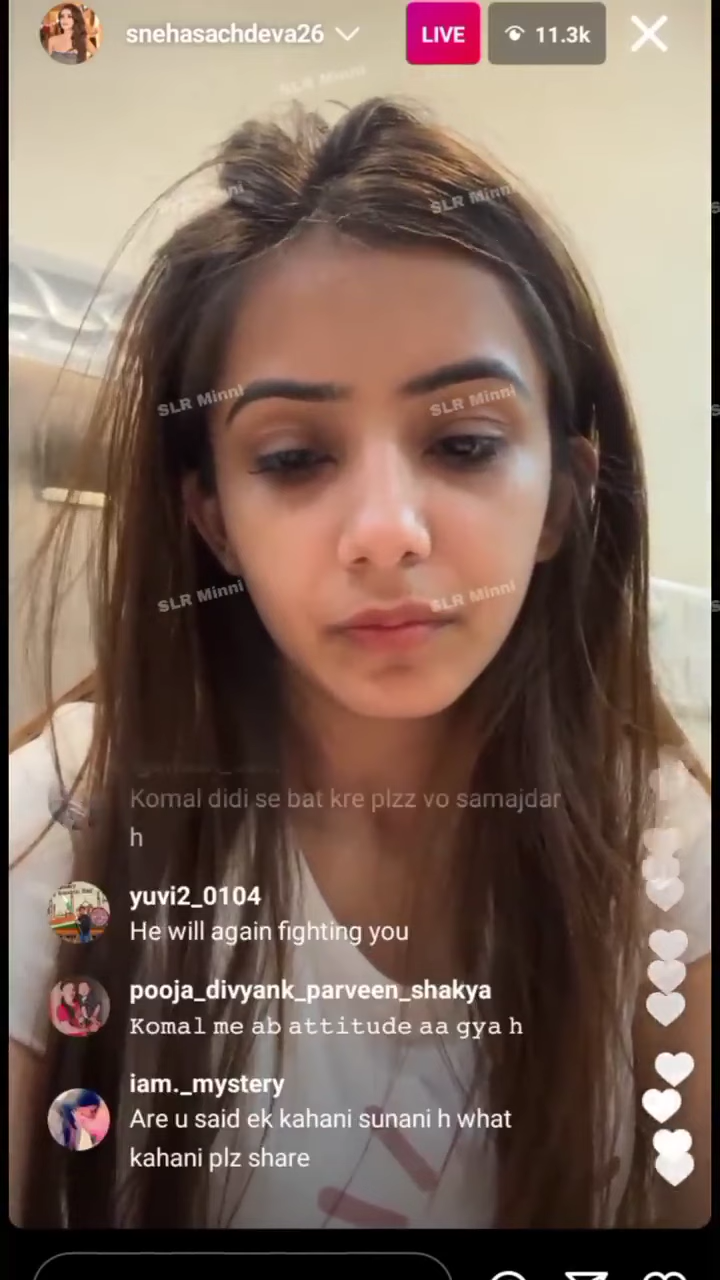 snehasachdeva26
LIVE
11.3k
SLR Minni
SLR Minni
SLR Minni
SLR Minni
SLR Minni
SLR Minni
Komal didi se bat kre plzz vo samajdar
h
yuvi2_0104
He will again fighting you
pooja_divyank_parveen_shakya
Komal me ab attitude aa gya h
iam._mystery
Are u said ek kahani sunani h what
kahani plz share